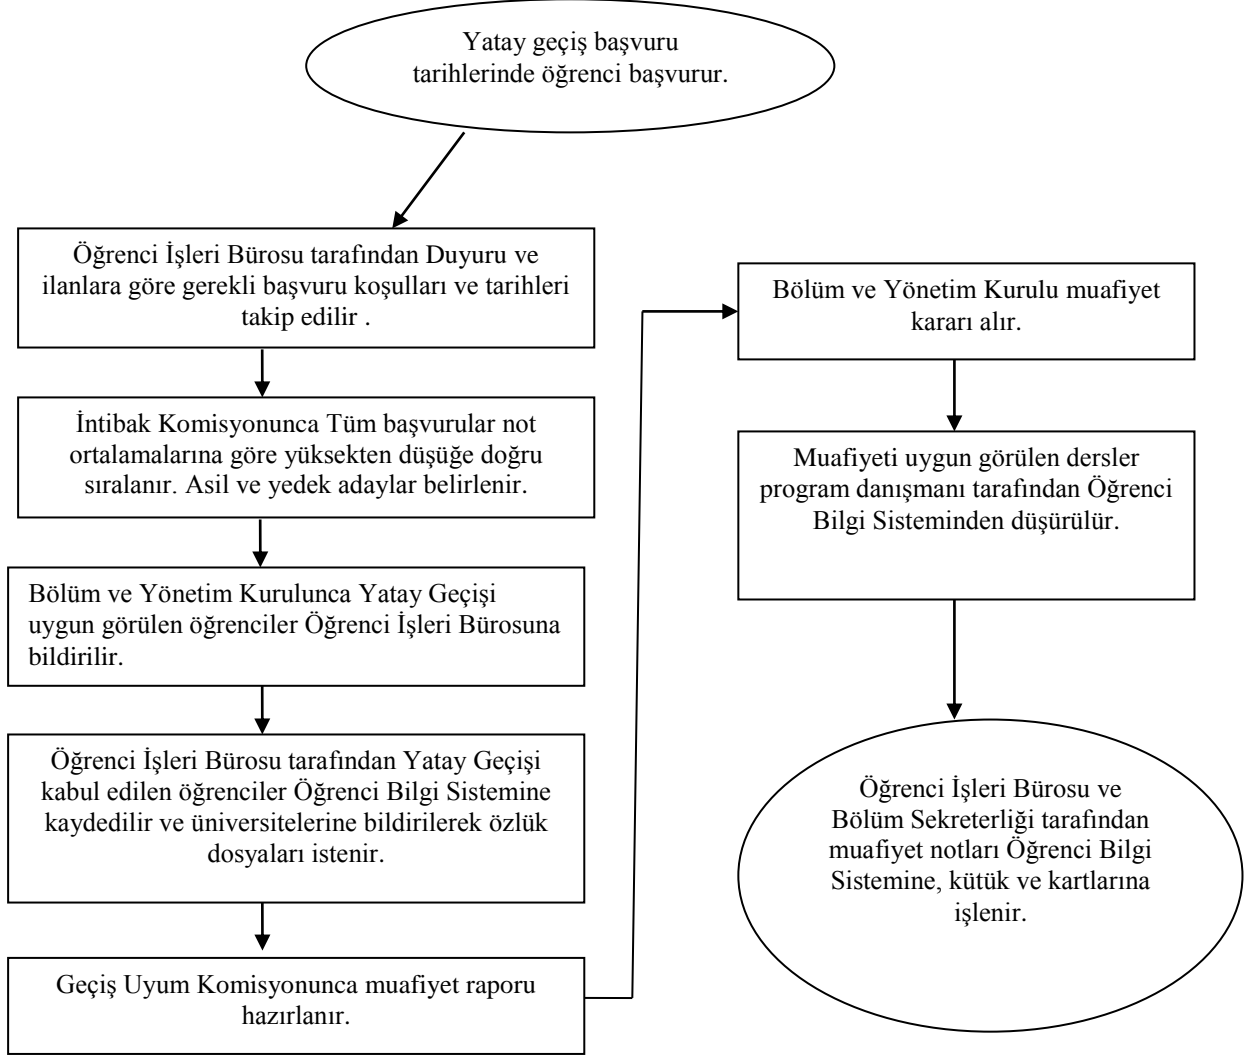 Yatay geçiş başvuru
tarihlerinde öğrenci başvurur.
Öğrenci İşleri Bürosu tarafından Duyuru ve
ilanlara göre gerekli başvuru koşulları ve tarihleri
takip edilir .
İntibak Komisyonunca Tüm başvurular not
ortalamalarına göre yüksekten düşüğe doğru
sıralanır. Asil ve yedek adaylar belirlenir.
Bölüm ve Yönetim Kurulunca Yatay Geçişi
uygun görülen öğrenciler Öğrenci İşleri Bürosuna
bildirilir.
Öğrenci İşleri Bürosu tarafından Yatay Geçişi
kabul edilen öğrenciler Öğrenci Bilgi Sistemine
kaydedilir ve üniversitelerine bildirilerek özlük
dosyaları istenir.
Geçiş Uyum Komisyonunca muafiyet raporu
hazırlanır.
Bölüm ve Yönetim Kurulu muafiyet
kararı alır.
Muafiyeti uygun görülen dersler
program danışmanı tarafından Öğrenci
Bilgi Sisteminden düşürülür.
Öğrenci İşleri Bürosu ve
Bölüm Sekreterliği tarafından
muafiyet notları Öğrenci Bilgi
Sistemine, kütük ve kartlarına
işlenir.